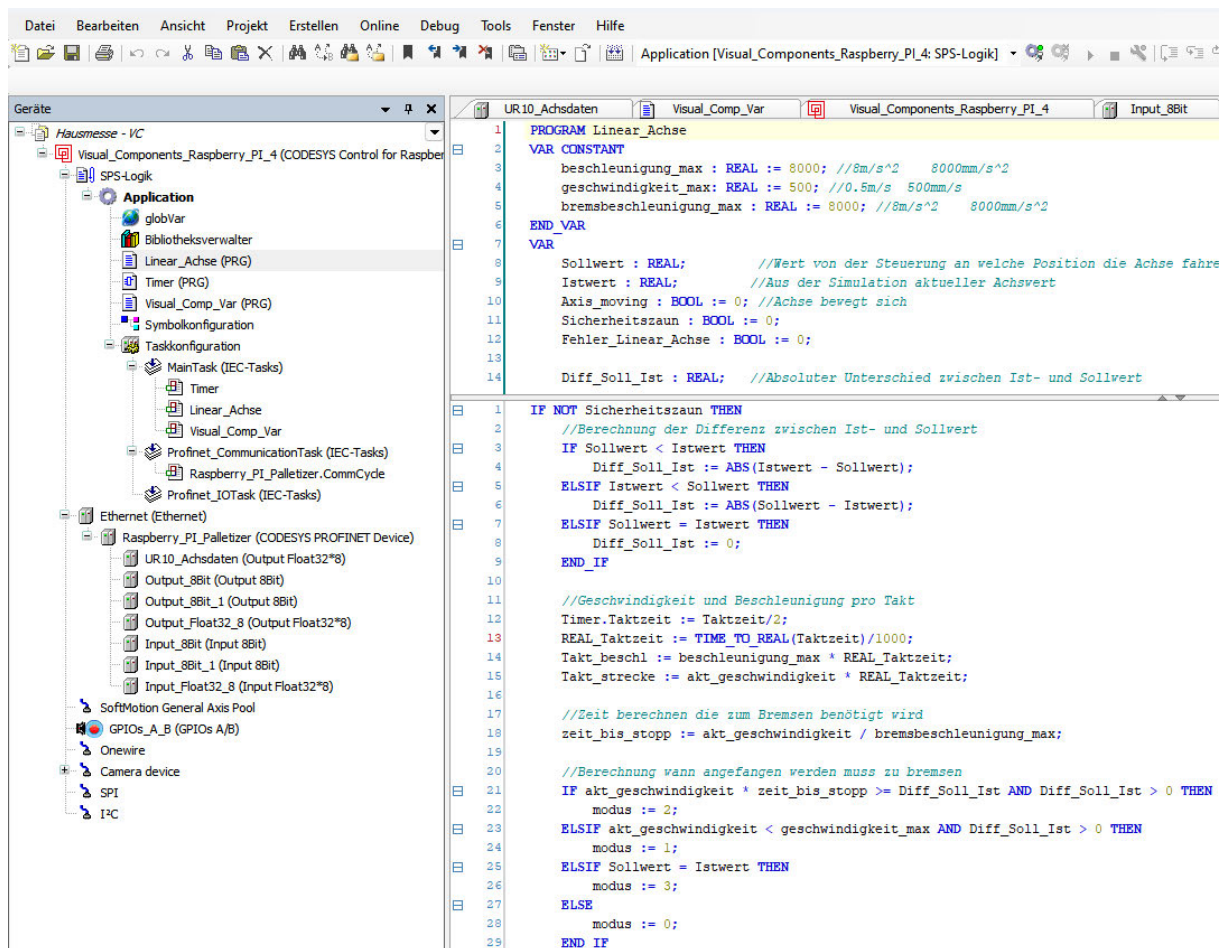 Datei Bearbeiten Ansicht Projekt Erstellen Online Debug Tools Fenster Hilfe
Application [Visual_Components_Raspberry_PI_4: SPS-Logik]
Geräte
Hausmesse - VC
Visual_Components_Raspberry_PI_4 (CODESYS Control for Raspber
SPS-Logik
Application
globVar
Bibliotheksverwalter
Linear_Achse (PRG)
Timer (PRG)
Visual_Comp_Var (PRG)
Symbolkonfiguration
Taskkonfiguration
MainTask (IEC-Tasks)
Timer
Linear_Achse
Visual_Comp_Var
Profinet_CommunicationTask (IEC-Tasks)
Raspberry_PI_Palletizer.CommCycle
Profinet_IOTask (IEC-Tasks)
Ethernet (Ethernet)
Raspberry_PI_Palletizer (CODESYS PROFINET Device)
UR10_Achsdaten (Output Float32*8)
Output_8Bit (Output 8Bit)
Output_8Bit_1 (Output 8Bit)
Output_Float32_8 (Output Float32*8)
Input_8Bit (Input 8Bit)
Input_8Bit_1 (Input 8Bit)
Input_Float32_8 (Input Float32*8)
SoftMotion General Axis Pool
GPIOs_A_B (GPIOs A/B)
Onewire
Camera device
SPI
I²C
UR10_Achsdaten Visual_Comp_Var Visual_Components_Raspberry_PI_4 Input_8Bit
1 PROGRAM Linear_Achse
2 VAR CONSTANT
3 beschleunigung_max : REAL := 8000; //8m/s^2 8000mm/s^2
4 geschwindigkeit_max: REAL := 500; //0.5m/s 500mm/s
5 bremsbeschleunigung_max : REAL := 8000; //8m/s^2 8000mm/s^2
6 END_VAR
7 VAR
8 Sollwert : REAL; //Wert von der Steuerung an welche Position die Achse fahre
9 Istwert : REAL; //Aus der Simulation aktueller Achswert
10 Axis_moving : BOOL := 0; //Achse bewegt sich
11 Sicherheitszaun : BOOL := 0;
12 Fehler_Linear_Achse : BOOL := 0;
13
14 Diff_Soll_Ist : REAL; //Absoluter Unterschied zwischen Ist- und Sollwert
1 IF NOT Sicherheitszaun THEN
2 //Berechnung der Differenz zwischen Ist- und Sollwert
3 IF Sollwert < Istwert THEN
4 Diff_Soll_Ist := ABS(Istwert - Sollwert);
5 ELSIF Istwert < Sollwert THEN
6 Diff_Soll_Ist := ABS(Sollwert - Istwert);
7 ELSIF Sollwert = Istwert THEN
8 Diff_Soll_Ist := 0;
9 END_IF
10
11 //Geschwindigkeit und Beschleunigung pro Takt
12 Timer.Taktzeit := Taktzeit/2;
13 REAL_Taktzeit := TIME_TO_REAL(Taktzeit)/1000;
14 Takt_beschl := beschleunigung_max * REAL_Taktzeit;
15 Takt_strecke := akt_geschwindigkeit * REAL_Taktzeit;
16
17 //Zeit berechnen die zum Bremsen benötigt wird
18 zeit_bis_stopp := akt_geschwindigkeit / bremsbeschleunigung_max;
19
20 //Berechnung wann angefangen werden muss zu bremsen
21 IF akt_geschwindigkeit * zeit_bis_stopp >= Diff_Soll_Ist AND Diff_Soll_Ist > 0 THEN
22 modus := 2;
23 ELSIF akt_geschwindigkeit < geschwindigkeit_max AND Diff_Soll_Ist > 0 THEN
24 modus := 1;
25 ELSIF Sollwert = Istwert THEN
26 modus := 3;
27 ELSE
28 modus := 0;
29 END_IF